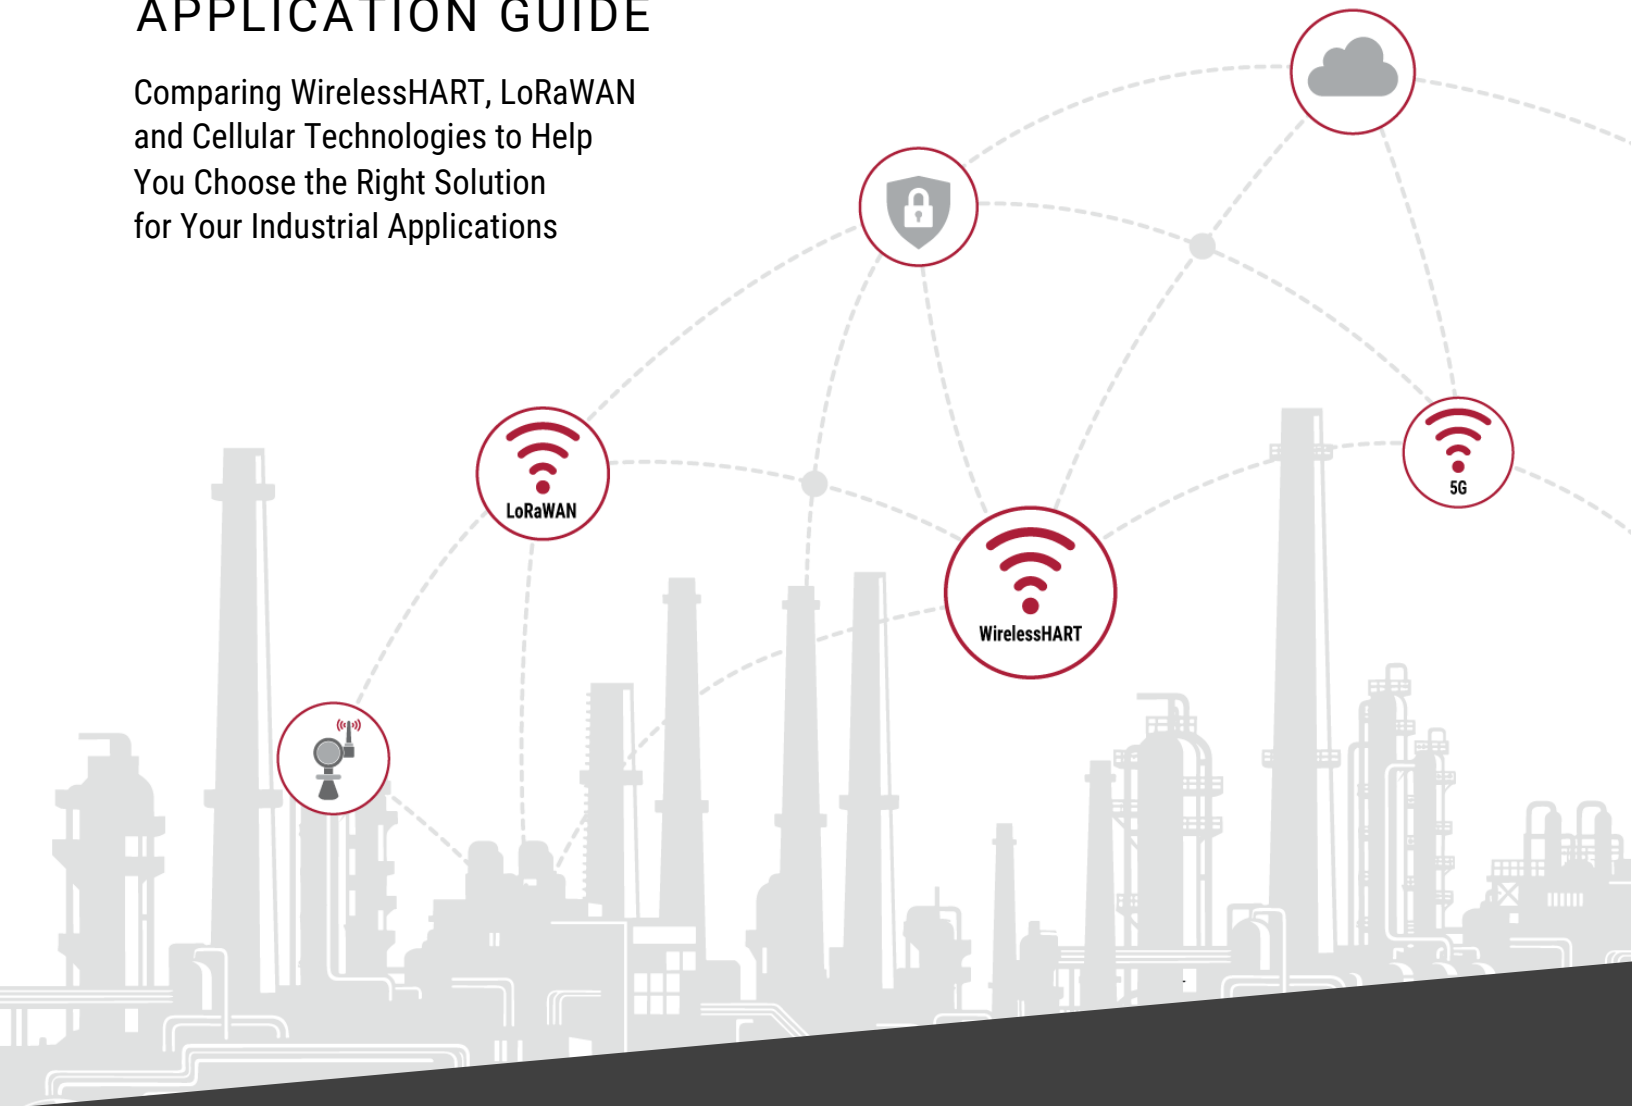 APPLICATION GUIDE
Comparing WirelessHART, LoRaWAN
and Cellular Technologies to Help
You Choose the Right Solution
for Your Industrial Applications
LoRaWAN
5G
WirelessHART